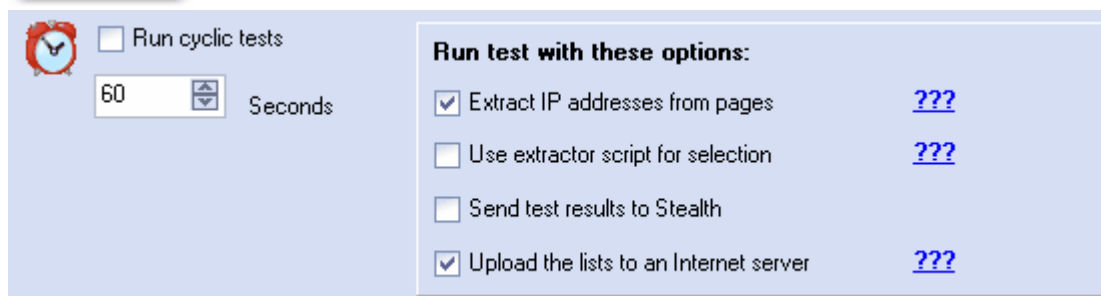 Run cyclic tests
60
Seconds
Run test with these options:
Extract IP addresses from pages ???
Use extractor script for selection ???
Send test results to Stealth
Upload the lists to an Internet server ???